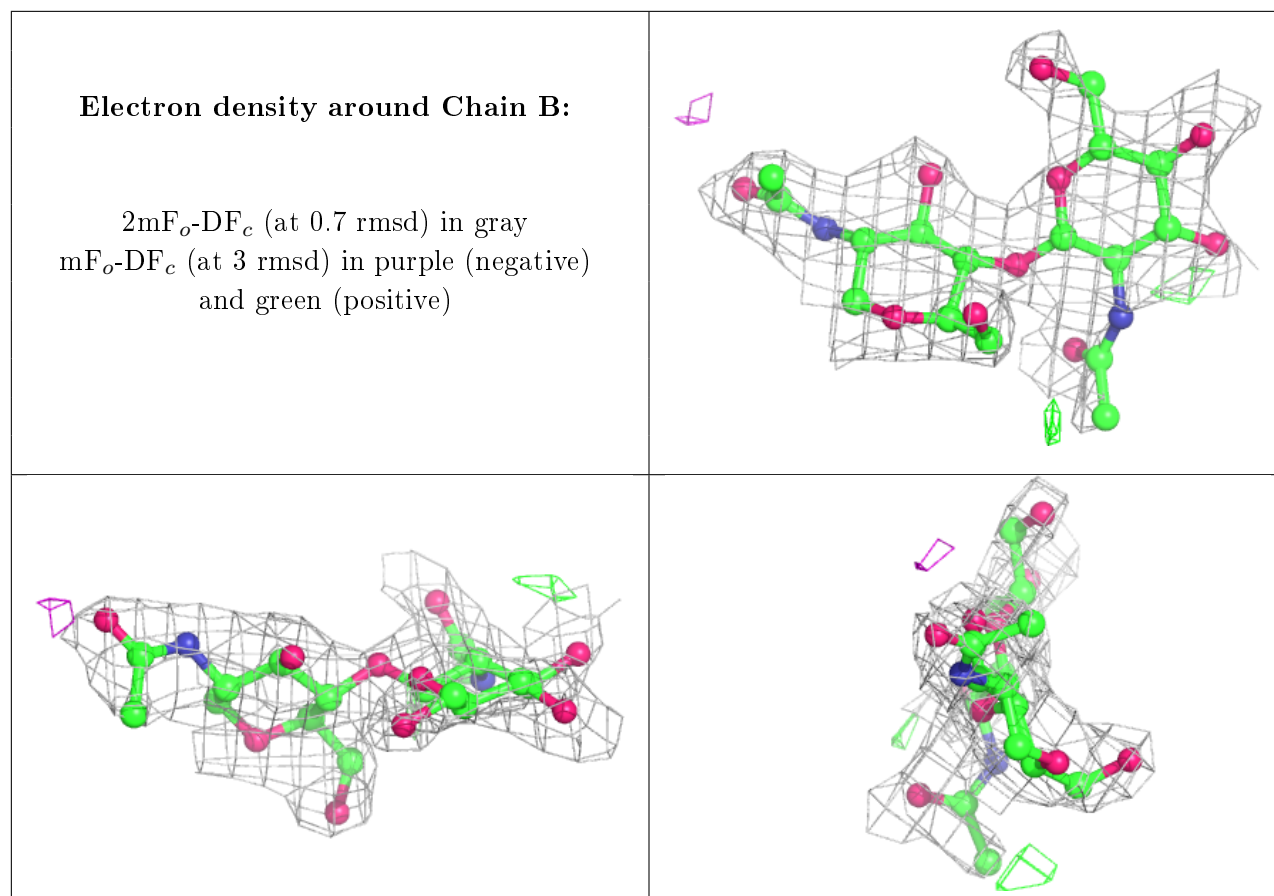 Electron density around Chain B:
2mFₒ-DF𝑐 (at 0.7 rmsd) in gray
mFₒ-DF𝑐 (at 3 rmsd) in purple (negative)
and green (positive)